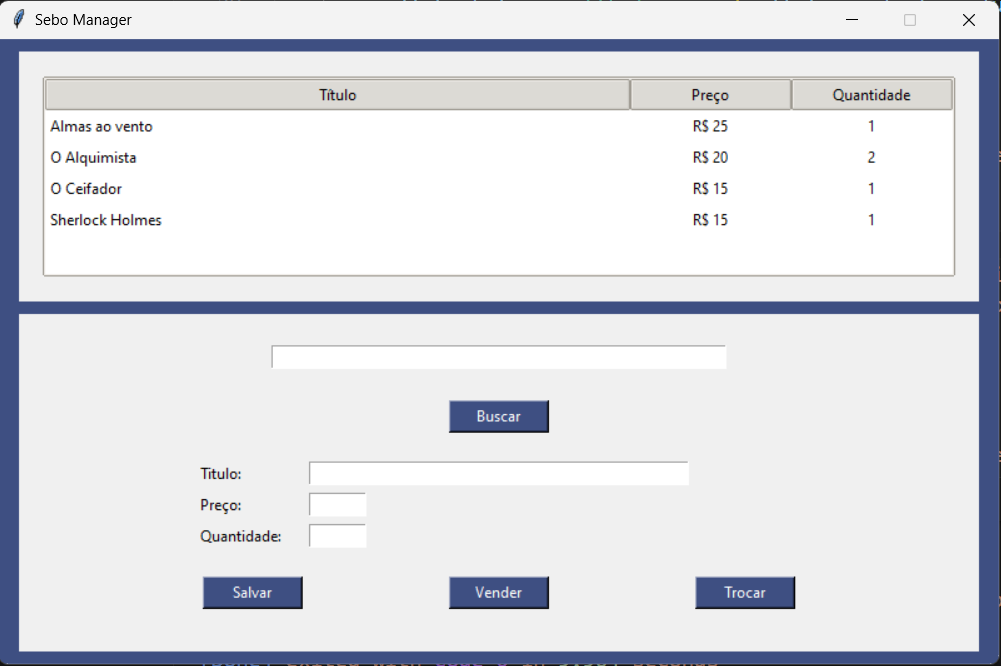 Sebo Manager
Título Preço Quantidade
Almas ao vento R$ 25 1
O Alquimista R$ 20 2
O Ceifador R$ 15 1
Sherlock Holmes R$ 15 1
Buscar
Titulo:
Preço:
Quantidade:
Salvar Vender Trocar